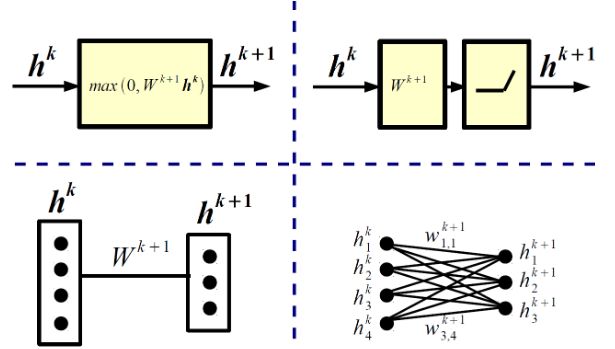 h^k
max(0, W^{k+1} h^k)
h^{k+1}
h^k
W^{k+1}
h^{k+1}
h^k
W^{k+1}
h^{k+1}
h_1^k
h_2^k
h_3^k
h_4^k
w_{1,1}^{k+1}
w_{3,4}^{k+1}
h_1^{k+1}
h_2^{k+1}
h_3^{k+1}